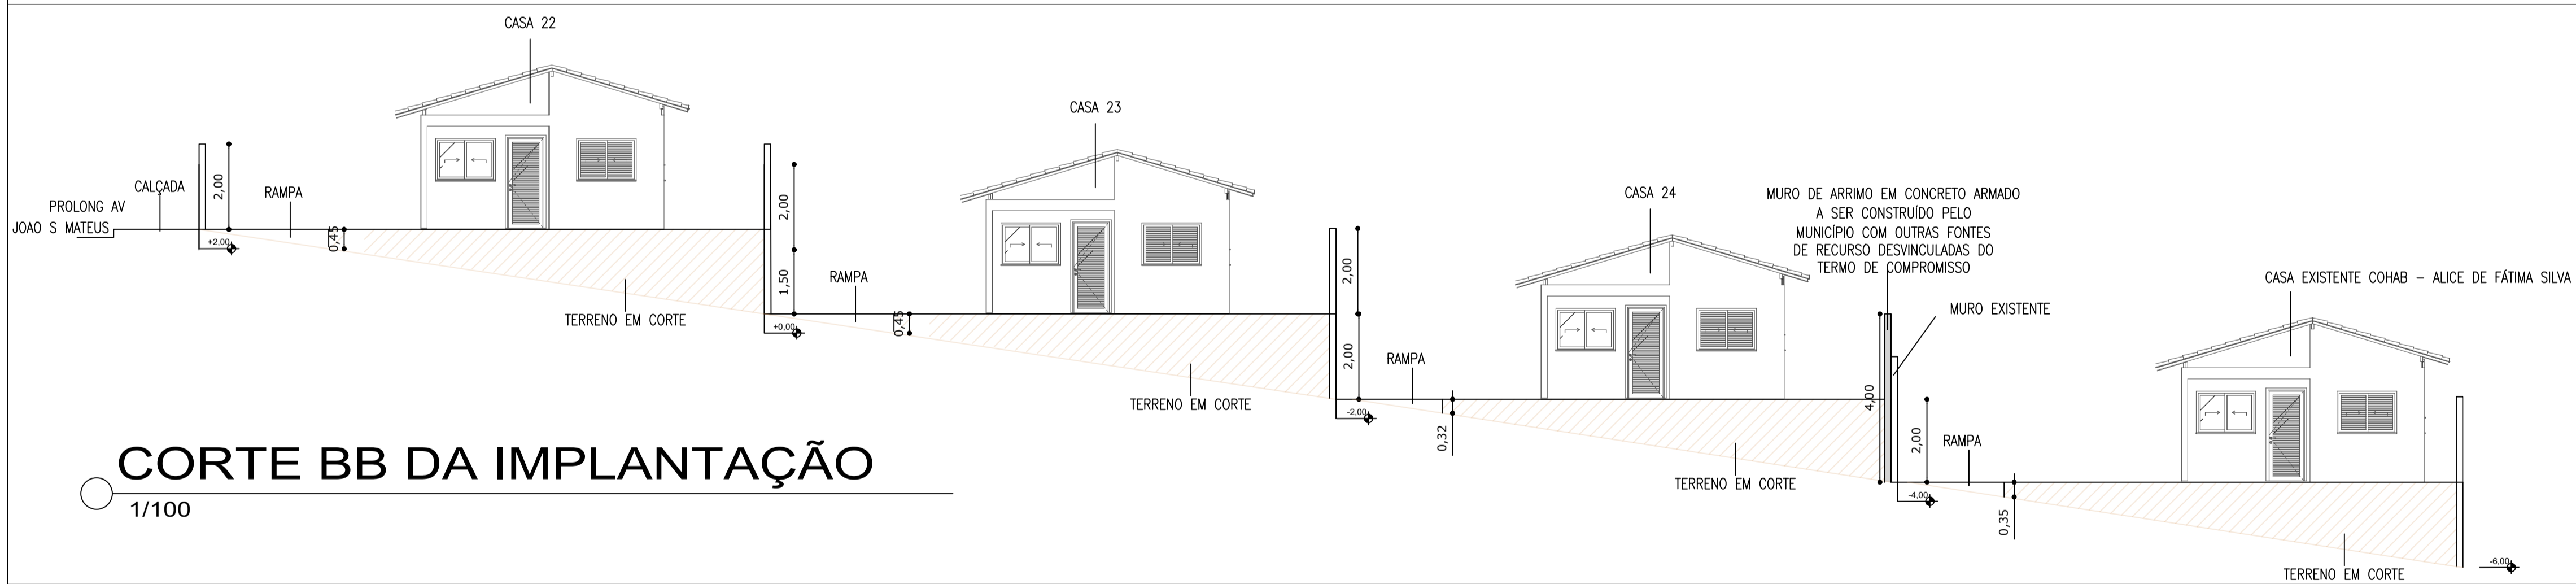 CASA 22
CASA 23
CASA 24
MURO DE ARRIMO EM CONCRETO ARMADO
A SER CONSTRUÍDO PELO
MUNICÍPIO COM OUTRAS FONTES
DE RECURSO DESVINCULADAS DO
TERMO DE COMPROMISSO
CASA EXISTENTE COHAB – ALICE DE FÁTIMA SILVA
MURO EXISTENTE
PROLONG AV
JOAO S MATEUS
CALÇADA
2,00
RAMPA
+2,00
0,45
TERRENO EM CORTE
2,00
1,50
RAMPA
+0,00
0,45
TERRENO EM CORTE
2,00
2,00
RAMPA
-2,00
0,32
TERRENO EM CORTE
4,00
2,00
RAMPA
-4,00
0,35
TERRENO EM CORTE
-6,00
CORTE BB DA IMPLANTAÇÃO
1/100